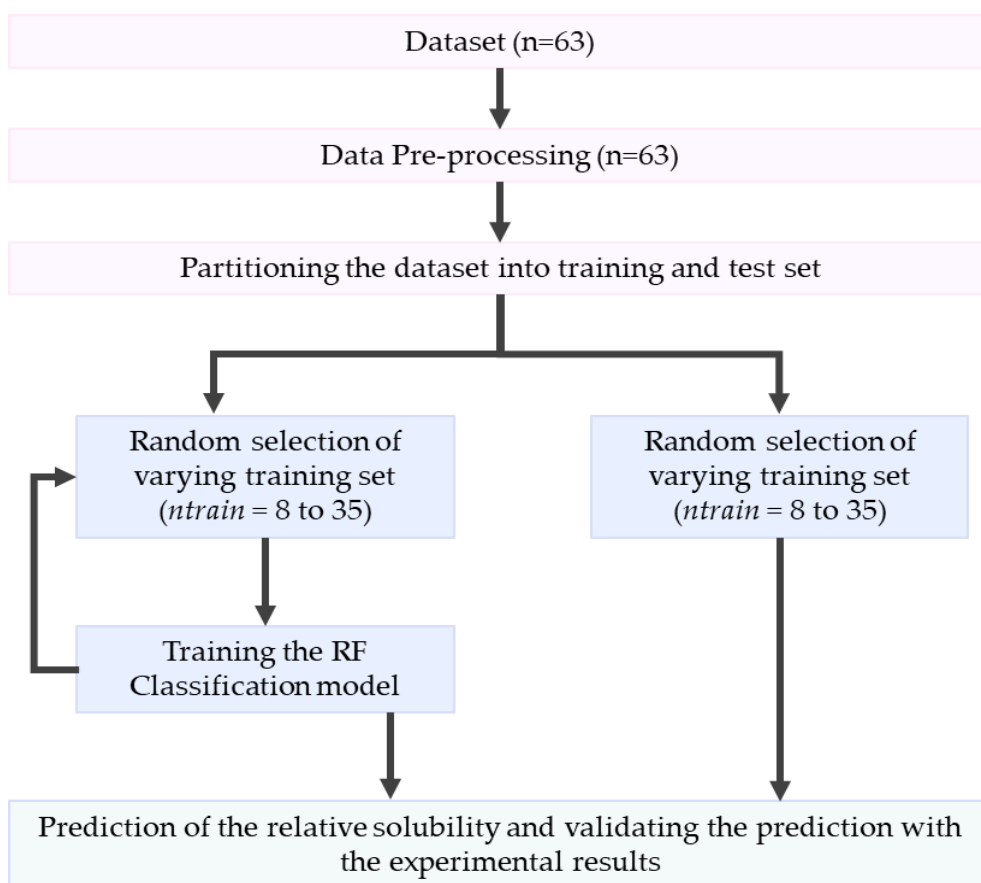 Dataset (n=63)
Data Pre-processing (n=63)
Partitioning the dataset into training and test set
Random selection of
varying training set
(ntrain = 8 to 35)
Random selection of
varying training set
(ntrain = 8 to 35)
Training the RF
Classification model
Prediction of the relative solubility and validating the prediction with
the experimental results